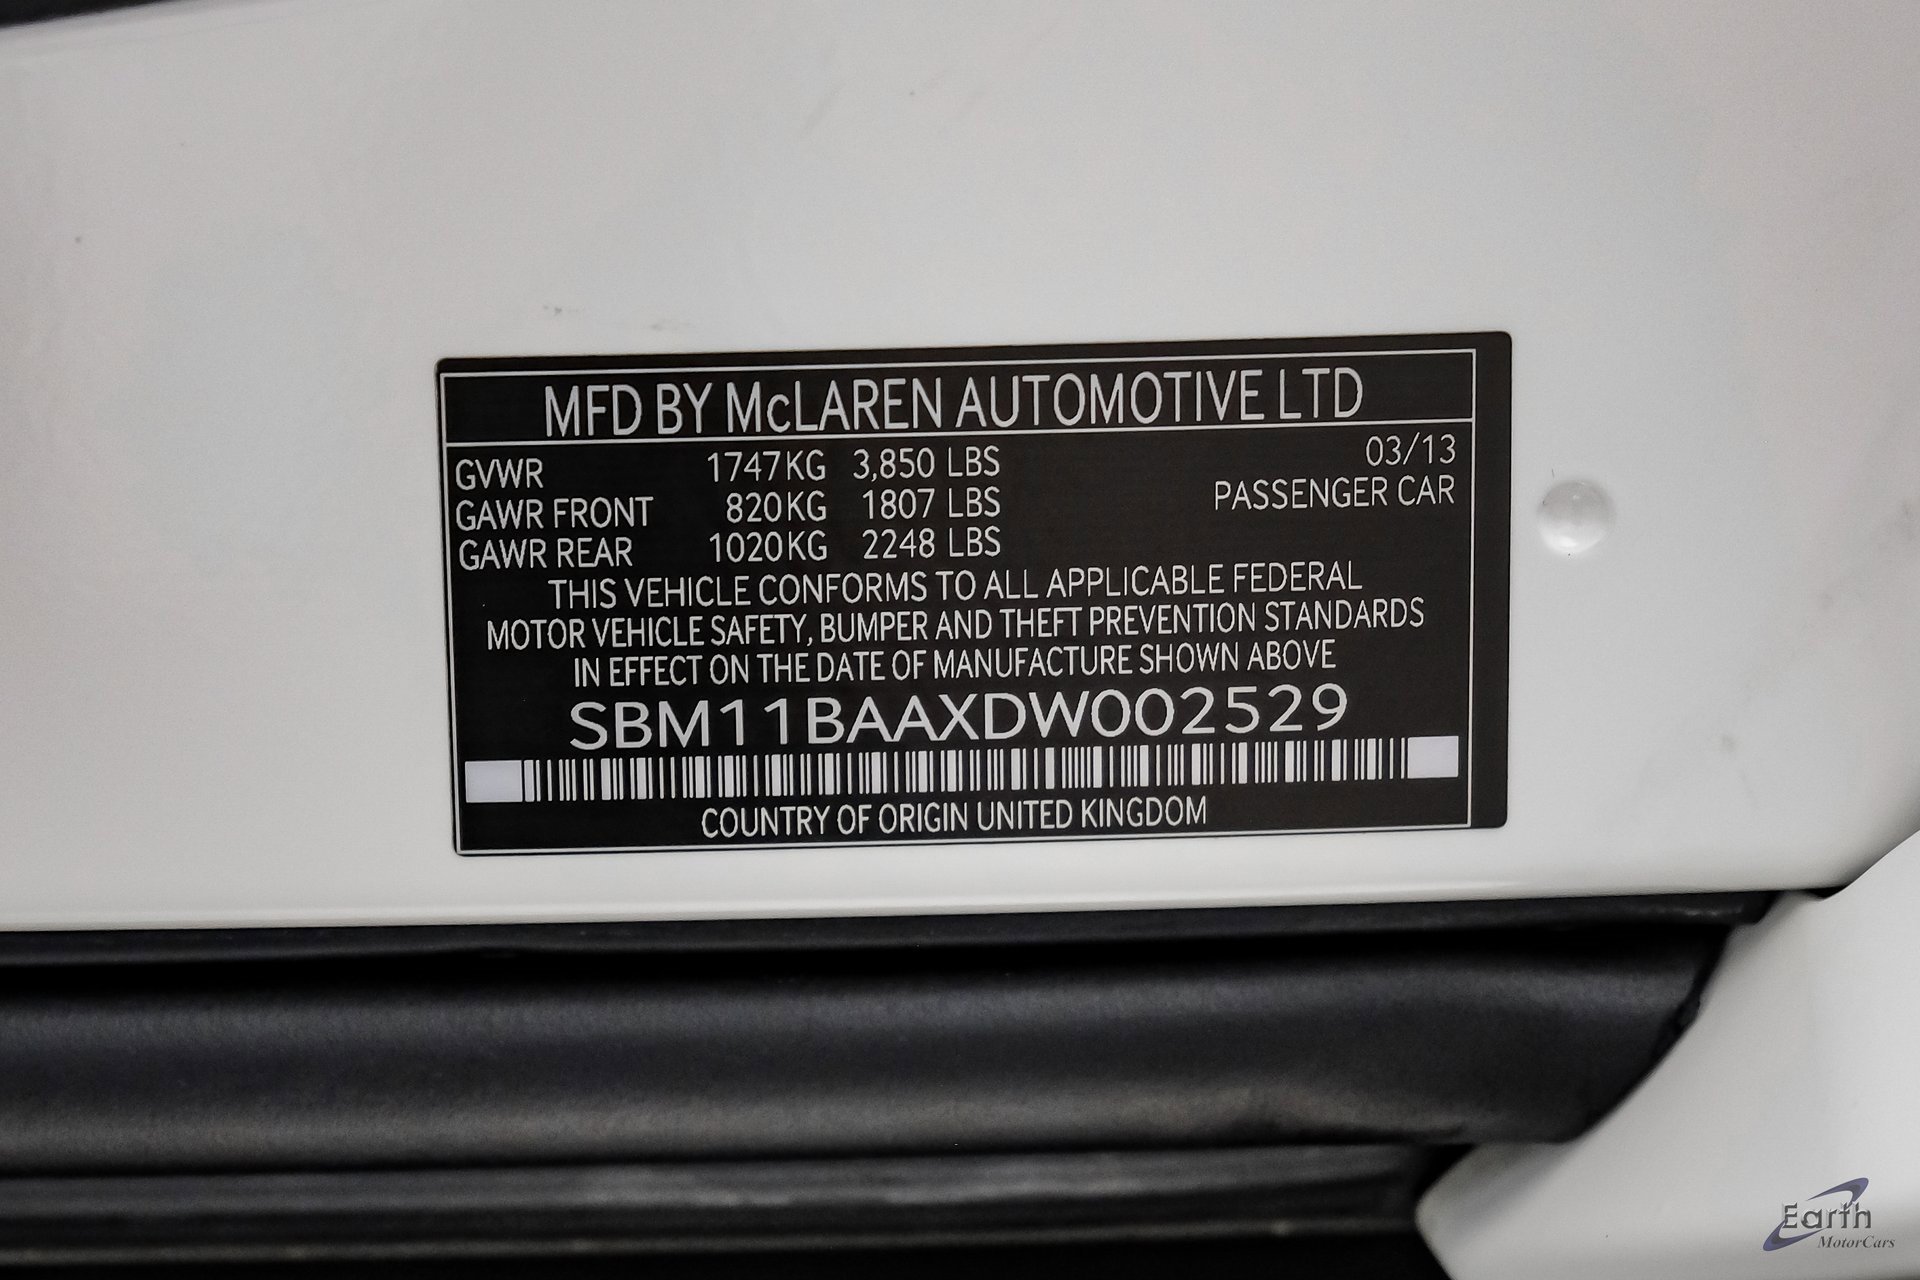 MFD BY McLAREN AUTOMOTIVE LTD
GVWR 1747KG 3,850 LBS 03/13
GAWR FRONT 820KG 1807 LBS PASSENGER CAR
GAWR REAR 1020KG 2248 LBS
THIS VEHICLE CONFORMS TO ALL APPLICABLE FEDERAL
MOTOR VEHICLE SAFETY, BUMPER AND THEFT PREVENTION STANDARDS
IN EFFECT ON THE DATE OF MANUFACTURE SHOWN ABOVE
SBM11BAAXDW002529
COUNTRY OF ORIGIN UNITED KINGDOM
Earth
MotorCars